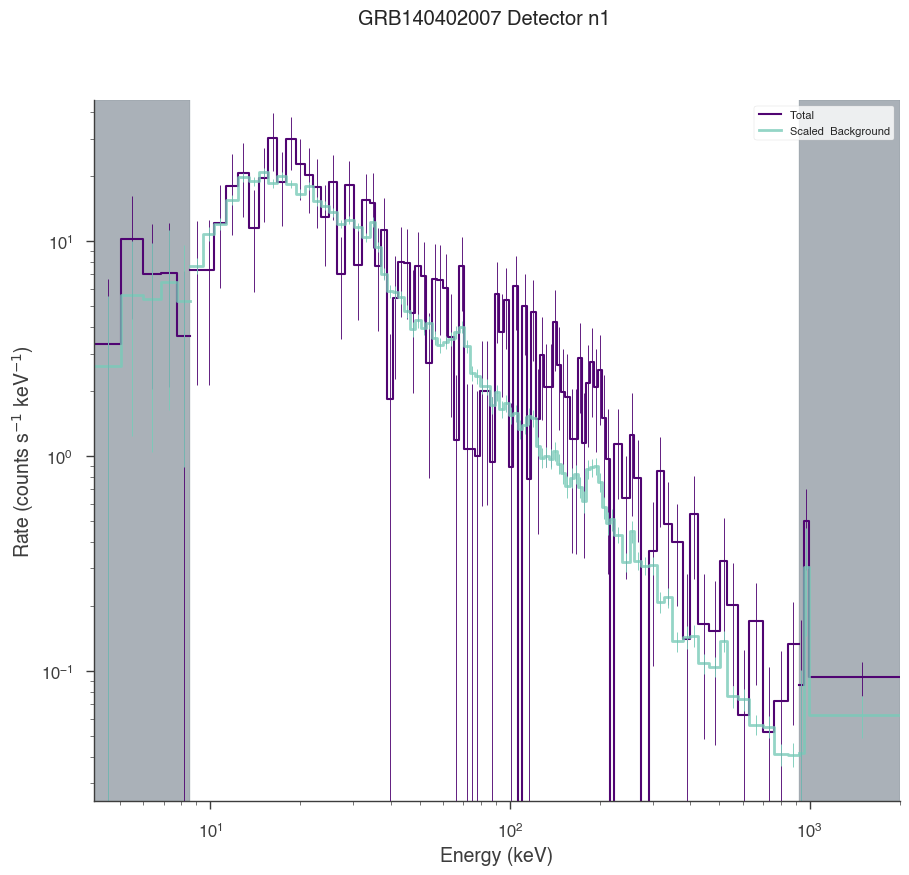 GRB140402007 Detector n1
Total
Scaled Background
Rate (counts s⁻¹ keV⁻¹)
10¹
10⁰
10⁻¹
10¹ 10² 10³
Energy (keV)